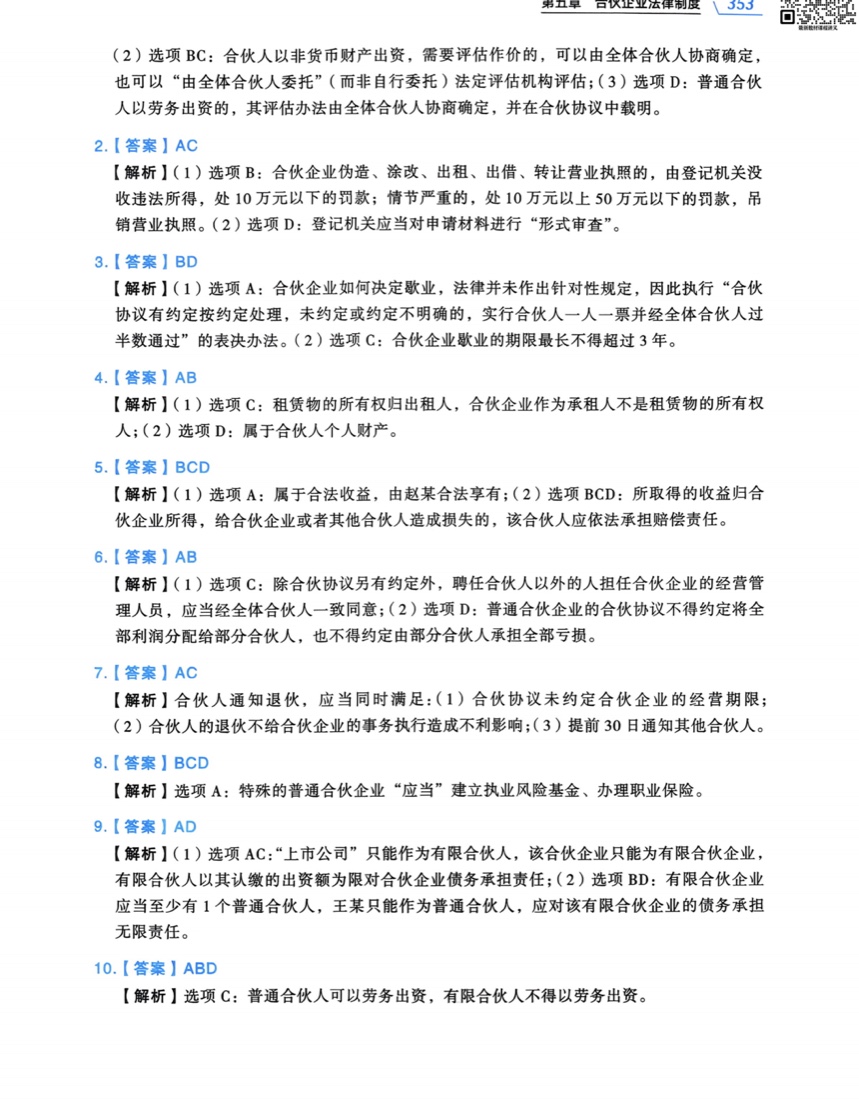 第五章 合伙企业法律制度 353
(2)选项 BC:合伙人以非货币财产出资,需要评估作价的,可以由全体合伙人协商确定,
也可以“由全体合伙人委托”(而非自行委托)法定评估机构评估;(3)选项 D:普通合伙
人以劳务出资的,其评估办法由全体合伙人协商确定,并在合伙协议中载明。
2.【答案】AC
【解析】(1)选项 B:合伙企业伪造、涂改、出租、出借、转让营业执照的,由登记机关没
收违法所得,处 10 万元以下的罚款;情节严重的,处 10 万元以上 50 万元以下的罚款,吊
销营业执照。(2)选项 D:登记机关应当对申请材料进行“形式审查”。
3.【答案】BD
【解析】(1)选项 A:合伙企业如何决定歇业,法律并未作出针对性规定,因此执行“合伙
协议有约定按约定处理,未约定或约定不明确的,实行合伙人一人一票并经全体合伙人过
半数通过”的表决办法。(2)选项 C:合伙企业歇业的期限最长不得超过 3 年。
4.【答案】AB
【解析】(1)选项 C:租赁物的所有权归出租人,合伙企业作为承租人不是租赁物的所有权
人;(2)选项 D:属于合伙人个人财产。
5.【答案】BCD
【解析】(1)选项 A:属于合法收益,由赵某合法享有;(2)选项 BCD:所取得的收益归合
伙企业所得,给合伙企业或者其他合伙人造成损失的,该合伙人应依法承担赔偿责任。
6.【答案】AB
【解析】(1)选项 C:除合伙协议另有约定外,聘任合伙人以外的人担任合伙企业的经营管
理人员,应当经全体合伙人一致同意;(2)选项 D:普通合伙企业的合伙协议不得约定将全
部利润分配给部分合伙人,也不得约定由部分合伙人承担全部亏损。
7.【答案】AC
【解析】合伙人通知退伙,应当同时满足:(1)合伙协议未约定合伙企业的经营期限;
(2)合伙人的退伙不给合伙企业的事务执行造成不利影响;(3)提前 30 日通知其他合伙人。
8.【答案】BCD
【解析】选项 A:特殊的普通合伙企业“应当”建立执业风险基金、办理职业保险。
9.【答案】AD
【解析】(1)选项 AC:“上市公司”只能作为有限合伙人,该合伙企业只能为有限合伙企业,
有限合伙人以其认缴的出资额为限对合伙企业债务承担责任;(2)选项 BD:有限合伙企业
应当至少有 1 个普通合伙人,王某只能作为普通合伙人,应对该有限合伙企业的债务承担
无限责任。
10.【答案】ABD
【解析】选项 C:普通合伙人可以劳务出资,有限合伙人不得以劳务出资。